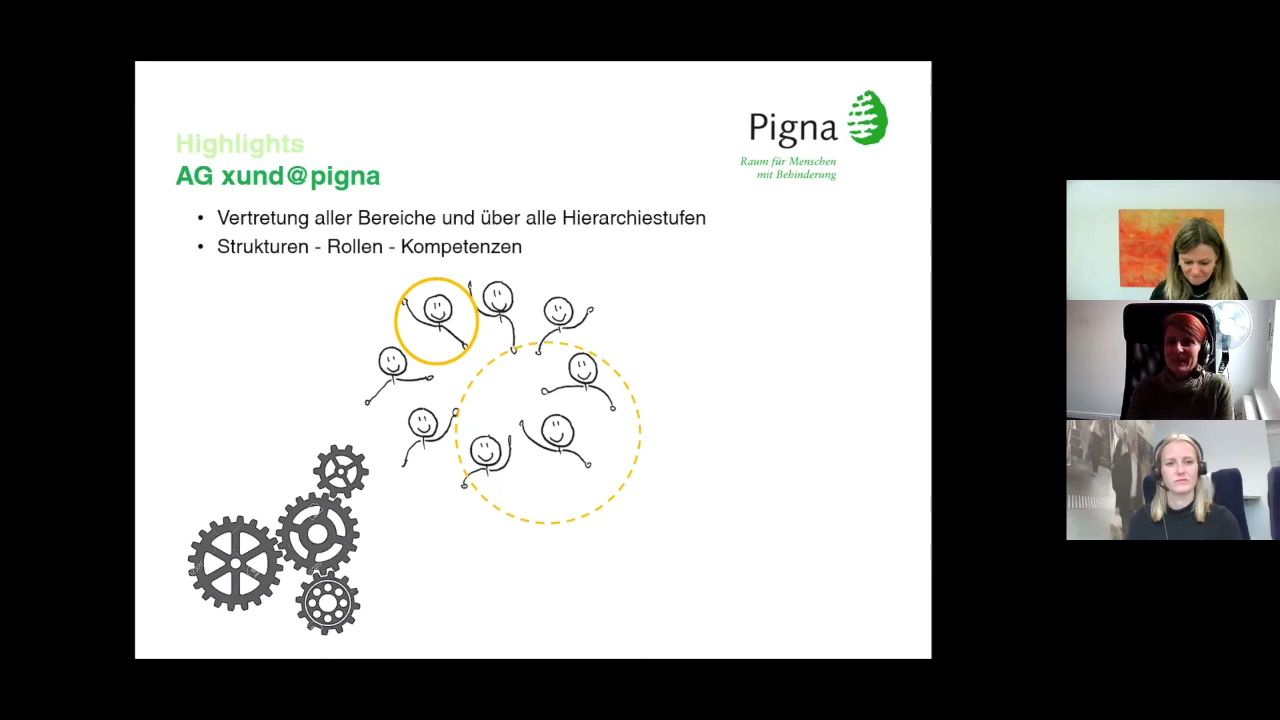 Highlights
AG xund@pigna
Pigna
Raum für Menschen
mit Behinderung
• Vertretung aller Bereiche und über alle Hierarchiestufen
• Strukturen - Rollen - Kompetenzen